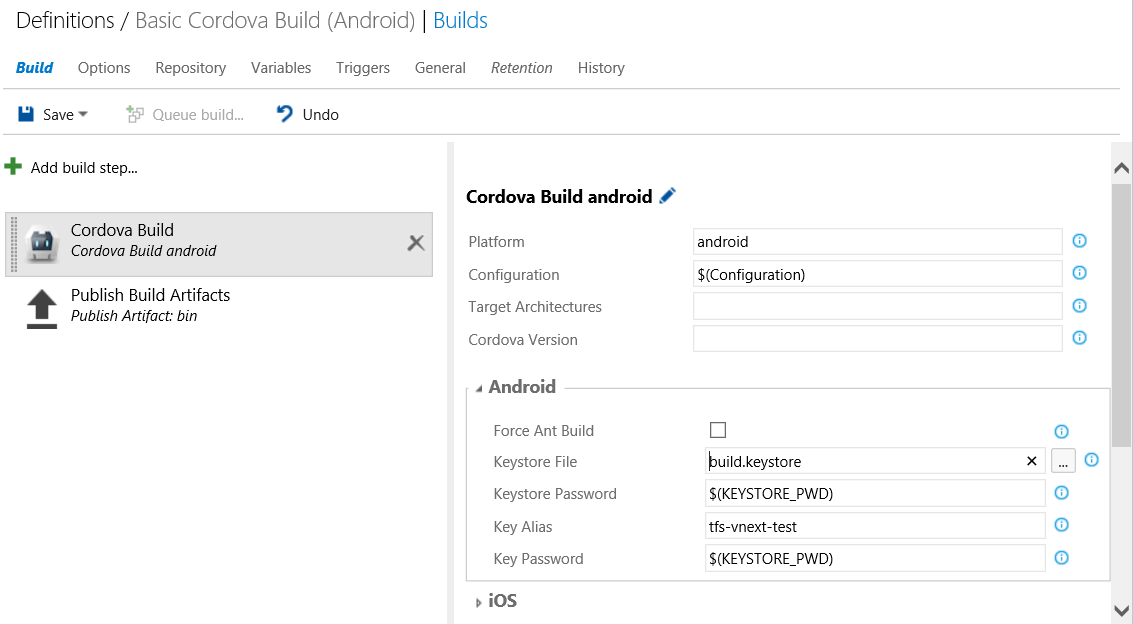 Definitions / Basic Cordova Build (Android) | Builds
Build Options Repository Variables Triggers General Retention History
Save Queue build... Undo
Add build step...
Cordova Build
Cordova Build android
Publish Build Artifacts
Publish Artifact: bin
Cordova Build android
Platform android
Configuration $(Configuration)
Target Architectures
Cordova Version
Android
Force Ant Build
Keystore File build.keystore ...
Keystore Password $(KEYSTORE_PWD)
Key Alias tfs-vnext-test
Key Password $(KEYSTORE_PWD)
iOS